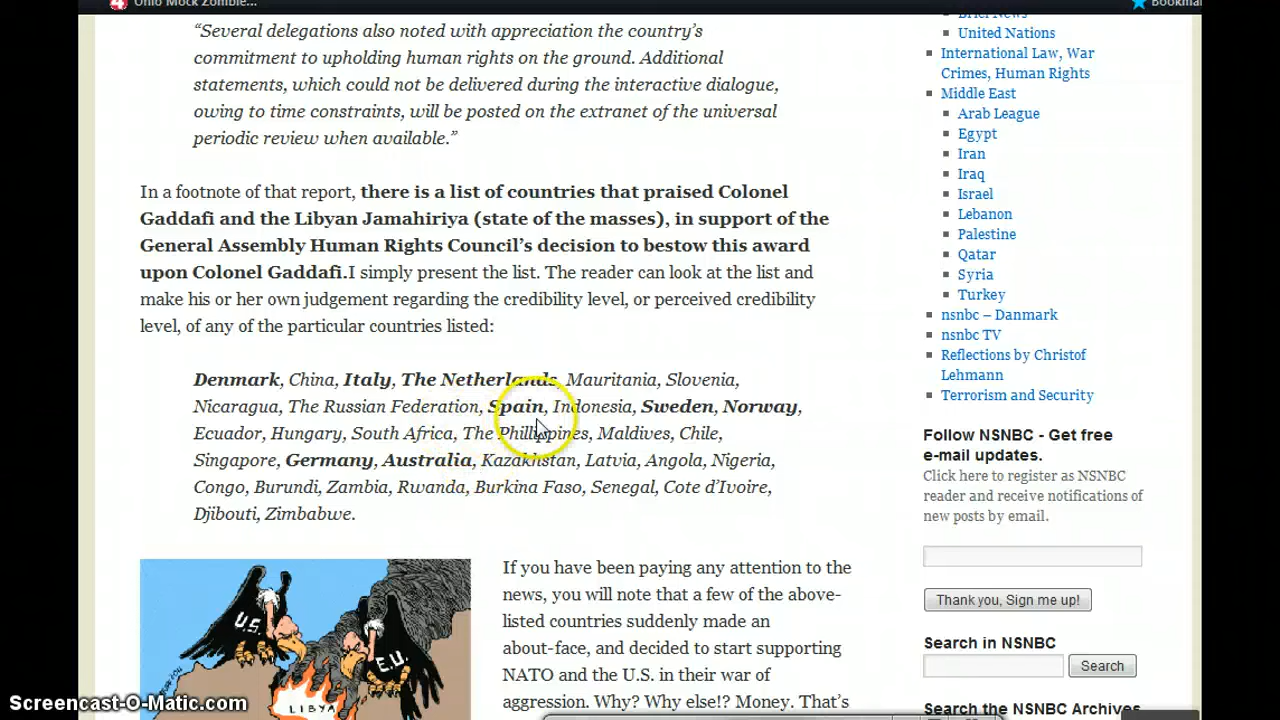 Ohio Mock Zombie...
Bookmar
“Several delegations also noted with appreciation the country’s
commitment to upholding human rights on the ground. Additional
statements, which could not be delivered during the interactive dialogue,
owing to time constraints, will be posted on the extranet of the universal
periodic review when available.”
In a footnote of that report, there is a list of countries that praised Colonel
Gaddafi and the Libyan Jamahiriya (state of the masses), in support of the
General Assembly Human Rights Council’s decision to bestow this award
upon Colonel Gaddafi.I simply present the list. The reader can look at the list and
make his or her own judgement regarding the credibility level, or perceived credibility
level, of any of the particular countries listed:
Denmark, China, Italy, The Netherlands, Mauritania, Slovenia,
Nicaragua, The Russian Federation, Spain, Indonesia, Sweden, Norway,
Ecuador, Hungary, South Africa, The Phillippines, Maldives, Chile,
Singapore, Germany, Australia, Kazakhstan, Latvia, Angola, Nigeria,
Congo, Burundi, Zambia, Rwanda, Burkina Faso, Senegal, Cote d’Ivoire,
Djibouti, Zimbabwe.
U.S.
E.U.
LIBYA
If you have been paying any attention to the
news, you will note that a few of the above-
listed countries suddenly made an
about-face, and decided to start supporting
NATO and the U.S. in their war of
aggression. Why? Why else!? Money. That’s
Brief News
United Nations
International Law, War
Crimes, Human Rights
Middle East
Arab League
Egypt
Iran
Iraq
Israel
Lebanon
Palestine
Qatar
Syria
Turkey
nsnbc – Danmark
nsnbc TV
Reflections by Christof
Lehmann
Terrorism and Security
Follow NSNBC - Get free
e-mail updates.
Click here to register as NSNBC
reader and receive notifications of
new posts by email.
Thank you, Sign me up!
Search in NSNBC
Search
Search the NSNBC Archives
Screencast-O-Matic.com